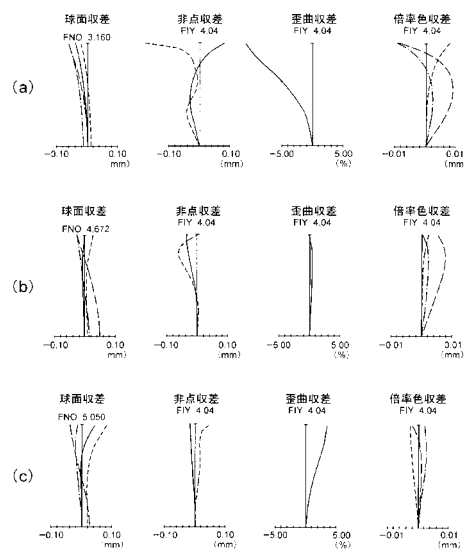 球面収差 非点収差 歪曲収差 倍率色収差
FNO 3.160 FIY 4.04 FIY 4.04 FIY 4.04
(a)
-0.10 0.10 -0.10 0.10 -5.00 5.00 -0.01 0.01
(mm) (mm) (%) (mm)
球面収差 非点収差 歪曲収差 倍率色収差
FNO 4.672 FIY 4.04 FIY 4.04 FIY 4.04
(b)
-0.10 0.10 -0.10 0.10 -5.00 5.00 -0.01 0.01
(mm) (mm) (%) (mm)
球面収差 非点収差 歪曲収差 倍率色収差
FNO 5.050 FIY 4.04 FIY 4.04 FIY 4.04
(c)
-0.10 0.10 -0.10 0.10 -5.00 5.00 -0.01 0.01
(mm) (mm) (%) (mm)